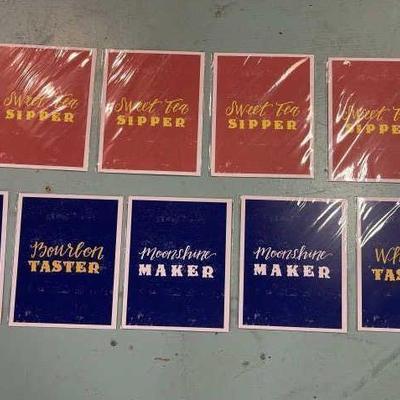 Sweet Tea
SIPPER
Sweet Tea
SIPPER
Sweet Tea
SIPPER
Sweet Tea
SIPPER
Bourbon
TASTER
Moonshine
MAKER
Moonshine
MAKER